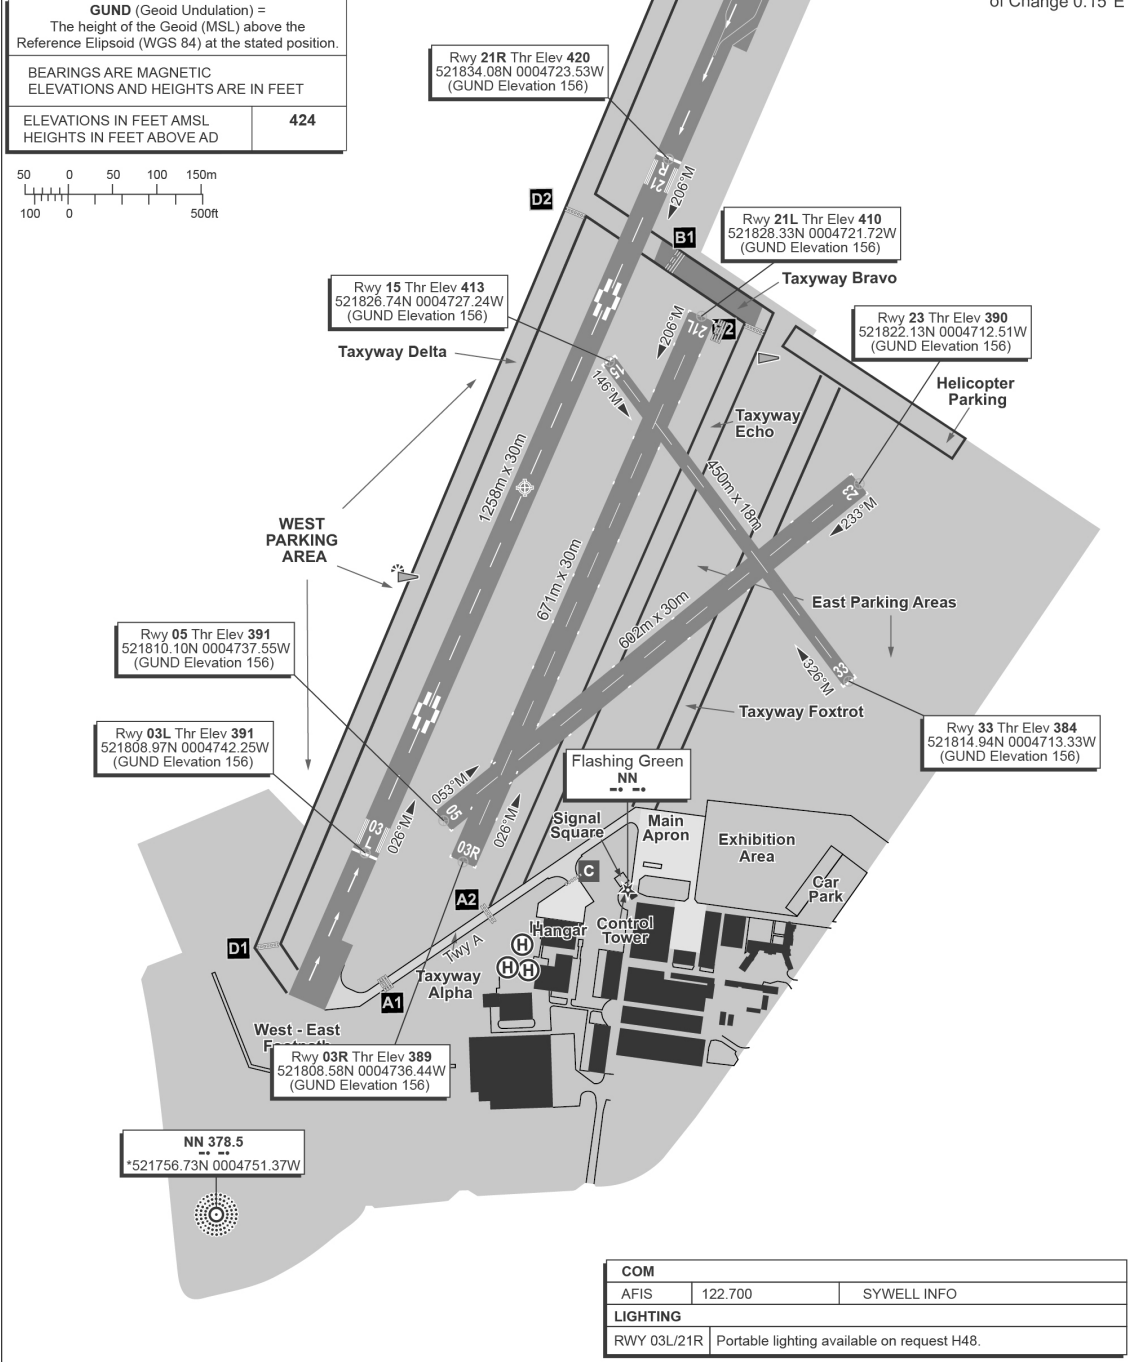 of Change 0.15°E
GUND (Geoid Undulation) =
The height of the Geoid (MSL) above the
Reference Elipsoid (WGS 84) at the stated position.
BEARINGS ARE MAGNETIC
ELEVATIONS AND HEIGHTS ARE IN FEET
ELEVATIONS IN FEET AMSL
HEIGHTS IN FEET ABOVE AD
424
50 0 50 100 150m
100 0 500ft
Rwy 21R Thr Elev 420
521834.08N 0004723.53W
(GUND Elevation 156)
21
R
206°M
D2
B1
Rwy 21L Thr Elev 410
521828.33N 0004721.72W
(GUND Elevation 156)
Taxyway Bravo
Rwy 15 Thr Elev 413
521826.74N 0004727.24W
(GUND Elevation 156)
Rwy 23 Thr Elev 390
521822.13N 0004712.51W
(GUND Elevation 156)
206°M
21L
2
Taxyway Delta
15
146°M
Helicopter
Parking
Taxyway
Echo
1258m x 30m
450m x 18m
23
233°M
WEST
PARKING
AREA
671m x 30m
602m x 30m
East Parking Areas
Rwy 05 Thr Elev 391
521810.10N 0004737.55W
(GUND Elevation 156)
33
326°M
Taxyway Foxtrot
Rwy 03L Thr Elev 391
521808.97N 0004742.25W
(GUND Elevation 156)
Rwy 33 Thr Elev 384
521814.94N 0004713.33W
(GUND Elevation 156)
Flashing Green
NN
053°M
05
026°M
03
L
026°M
03R
Signal
Square
Main
Apron
Exhibition
Area
Car
Park
C
A2
Hangar
Control
Tower
H
H H
D1
Twy A
Taxyway
Alpha
A1
West - East
Rwy 03R Thr Elev 389
521808.58N 0004736.44W
(GUND Elevation 156)
NN 378.5
*521756.73N 0004751.37W
COM
AFIS 122.700 SYWELL INFO
LIGHTING
RWY 03L/21R Portable lighting available on request H48.